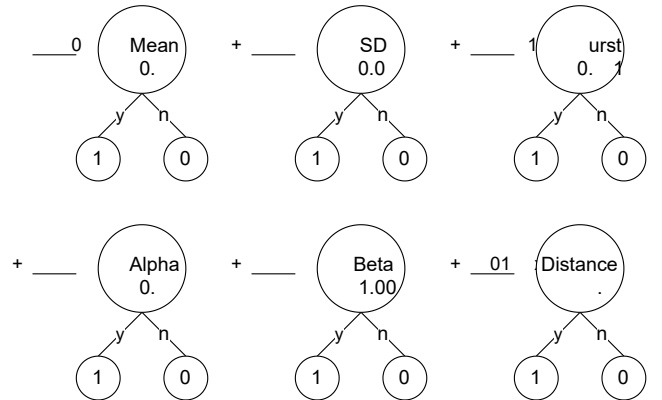 0 Mean + SD + 1 urst
0. 0.0 0. 1
y n y n y n
1 0 1 0 1 0
+ Alpha + Beta + 01 Distance
0. 1.00 .
y n y n y n
1 0 1 0 1 0